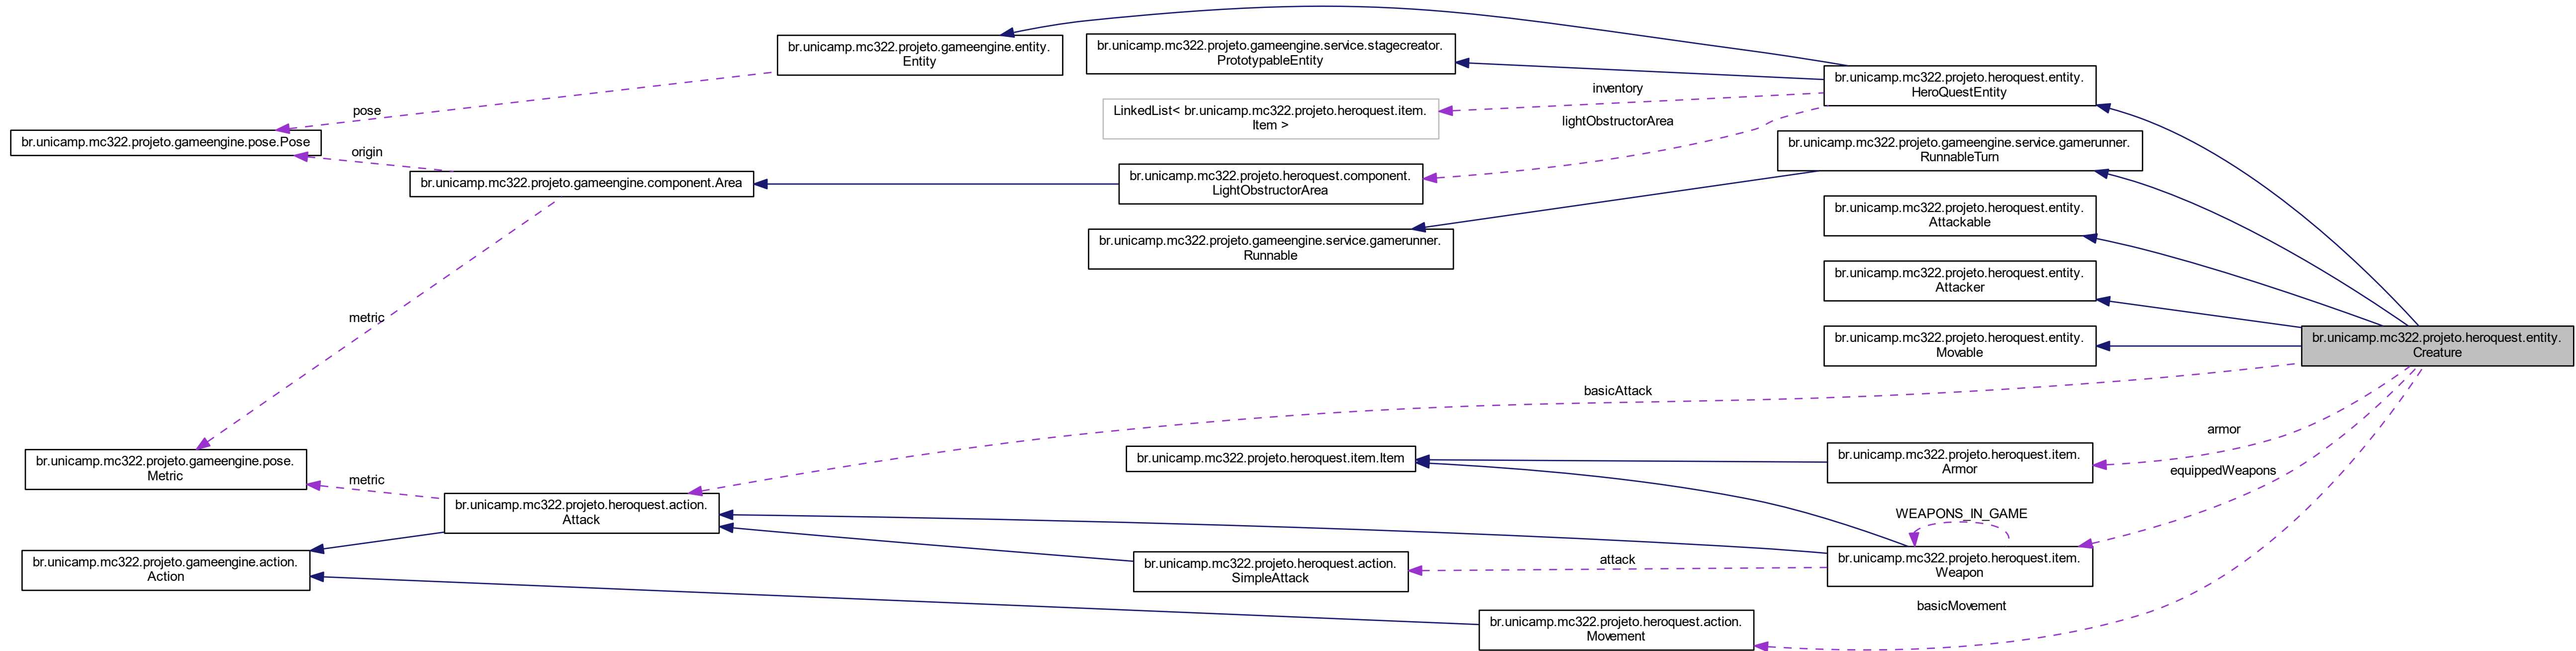 br.unicamp.mc322.projeto.gameengine.entity.
Entity
br.unicamp.mc322.projeto.gameengine.service.stagecreator.
PrototypableEntity
br.unicamp.mc322.projeto.heroquest.entity.
HeroQuestEntity
inventory
pose
LinkedList< br.unicamp.mc322.projeto.heroquest.item.
Item >
lightObstructorArea
br.unicamp.mc322.projeto.gameengine.pose.Pose
origin
br.unicamp.mc322.projeto.gameengine.service.gamerunner.
RunnableTurn
br.unicamp.mc322.projeto.gameengine.component.Area
br.unicamp.mc322.projeto.heroquest.component.
LightObstructorArea
br.unicamp.mc322.projeto.heroquest.entity.
Attackable
br.unicamp.mc322.projeto.gameengine.service.gamerunner.
Runnable
br.unicamp.mc322.projeto.heroquest.entity.
Attacker
metric
br.unicamp.mc322.projeto.heroquest.entity.
Movable
br.unicamp.mc322.projeto.heroquest.entity.
Creature
basicAttack
armor
br.unicamp.mc322.projeto.gameengine.pose.
Metric
br.unicamp.mc322.projeto.heroquest.item.Item
br.unicamp.mc322.projeto.heroquest.item.
Armor
equippedWeapons
metric
br.unicamp.mc322.projeto.heroquest.action.
Attack
WEAPONS_IN_GAME
br.unicamp.mc322.projeto.gameengine.action.
Action
br.unicamp.mc322.projeto.heroquest.action.
SimpleAttack
attack
br.unicamp.mc322.projeto.heroquest.item.
Weapon
basicMovement
br.unicamp.mc322.projeto.heroquest.action.
Movement